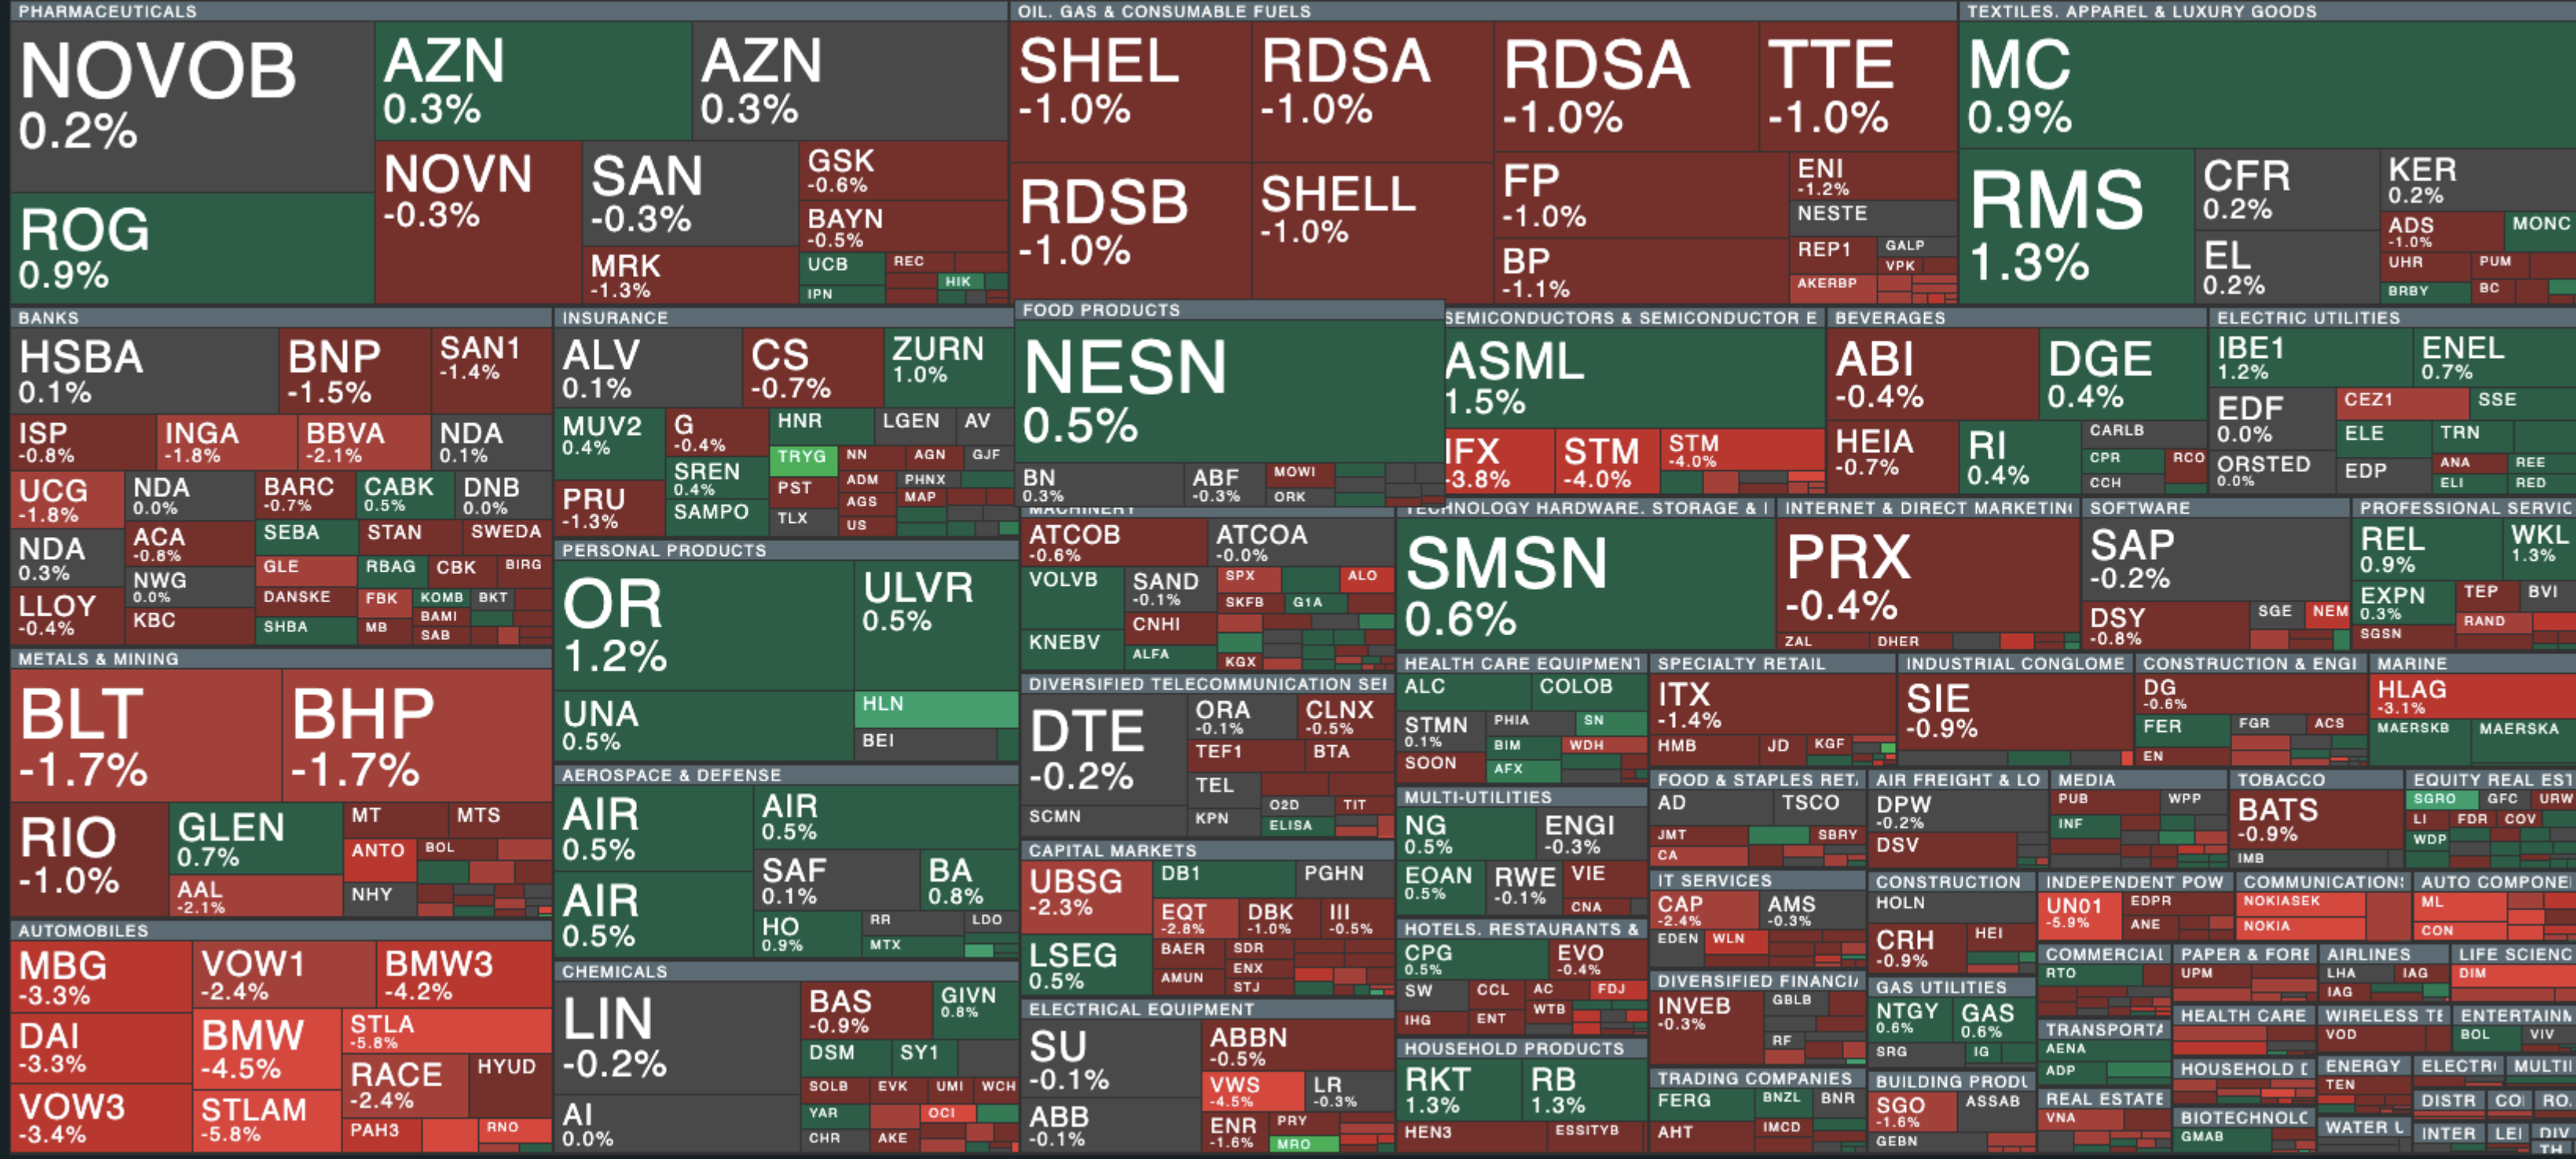 PHARMACEUTICALS
NOVOB
0.2%
AZN
0.3%
AZN
0.3%
ROG
0.9%
NOVN
-0.3%
SAN
-0.3%
GSK
-0.6%
BAYN
-0.5%
MRK
-1.3%
UCB
REC
HIK
IPN
OIL. GAS & CONSUMABLE FUELS
SHEL
-1.0%
RDSA
-1.0%
RDSA
-1.0%
TTE
-1.0%
RDSB
-1.0%
SHELL
-1.0%
FP
-1.0%
BP
-1.1%
ENI
-1.2%
NESTE
REP1
GALP
VPK
AKERBP
TEXTILES. APPAREL & LUXURY GOODS
MC
0.9%
RMS
1.3%
CFR
0.2%
EL
0.2%
KER
0.2%
ADS
-1.0%
MONC
UHR
PUM
BRBY
BC
BANKS
HSBA
0.1%
BNP
-1.5%
SAN1
-1.4%
ISP
-0.8%
INGA
-1.8%
BBVA
-2.1%
NDA
0.1%
UCG
-1.8%
NDA
0.0%
BARC
-0.7%
CABK
0.5%
DNB
0.0%
NDA
0.3%
ACA
-0.8%
SEBA
STAN
SWEDA
NWG
0.0%
GLE
RBAG
CBK
BIRG
LLOY
-0.4%
KBC
DANSKE
FBK
KOMB
BKT
BAMI
SHBA
MB
SAB
INSURANCE
ALV
0.1%
CS
-0.7%
ZURN
1.0%
MUV2
0.4%
G
-0.4%
HNR
LGEN
AV
TRYG
NN
AGN
GJF
SREN
0.4%
PST
ADM
PHNX
PRU
-1.3%
SAMPO
AGS
MAP
TLX
US
FOOD PRODUCTS
NESN
0.5%
BN
0.3%
ABF
-0.3%
MOWI
ORK
SEMICONDUCTORS & SEMICONDUCTOR E
ASML
1.5%
IFX
-3.8%
STM
-4.0%
STM
-4.0%
BEVERAGES
ABI
-0.4%
DGE
0.4%
HEIA
-0.7%
RI
0.4%
CARLB
CPR
RCO
CCH
ELECTRIC UTILITIES
IBE1
1.2%
ENEL
0.7%
EDF
0.0%
CEZ1
SSE
ELE
TRN
ORSTED
0.0%
EDP
ANA
REE
ELI
RED
PERSONAL PRODUCTS
OR
1.2%
ULVR
0.5%
UNA
0.5%
HLN
BEI
MACHINERY
ATCOB
-0.6%
ATCOA
-0.0%
VOLVB
SAND
-0.1%
SPX
ALO
SKFB
G1A
KNEBV
CNHI
ALFA
KGX
TECHNOLOGY HARDWARE. STORAGE & 
SMSN
0.6%
INTERNET & DIRECT MARKETIN
PRX
-0.4%
ZAL
DHER
SOFTWARE
SAP
-0.2%
DSY
-0.8%
SGE
NEM
PROFESSIONAL SERVIC
REL
0.9%
WKL
1.3%
EXPN
0.3%
TEP
BVI
SGSN
RAND
METALS & MINING
BLT
-1.7%
BHP
-1.7%
RIO
-1.0%
GLEN
0.7%
MT
MTS
ANTO
BOL
AAL
-2.1%
NHY
AEROSPACE & DEFENSE
AIR
0.5%
AIR
0.5%
AIR
0.5%
SAF
0.1%
BA
0.8%
HO
0.9%
RR
LDO
MTX
DIVERSIFIED TELECOMMUNICATION SE
DTE
-0.2%
ORA
-0.1%
CLNX
-0.5%
TEF1
BTA
TEL
SCMN
KPN
O2D
TIT
ELISA
HEALTH CARE EQUIPMENT
ALC
COLOB
STMN
0.1%
PHIA
SN
BIM
WDH
SOON
AFX
SPECIALTY RETAIL
ITX
-1.4%
HMB
JD
KGF
INDUSTRIAL CONGLOME
SIE
-0.9%
CONSTRUCTION & ENGI
DG
-0.6%
FER
FGR
ACS
EN
MARINE
HLAG
-3.1%
MAERSKB
MAERSKA
MULTI-UTILITIES
NG
0.5%
ENGI
-0.3%
EOAN
0.5%
RWE
-0.1%
VIE
CNA
FOOD & STAPLES RET
AD
TSCO
JMT
SBRY
CA
AIR FREIGHT & LO
DPW
-0.2%
DSV
MEDIA
PUB
WPP
INF
TOBACCO
BATS
-0.9%
IMB
EQUITY REAL EST
SGRO
GFC
URW
LI
FDR
COV
WDP
AUTOMOBILES
MBG
-3.3%
VOW1
-2.4%
BMW3
-4.2%
DAI
-3.3%
BMW
-4.5%
STLA
-5.8%
RACE
-2.4%
HYUD
VOW3
-3.4%
STLAM
-5.8%
PAH3
RNO
CHEMICALS
LIN
-0.2%
BAS
-0.9%
GIVN
0.8%
DSM
SY1
AI
0.0%
SOLB
EVK
UMI
WCH
YAR
OCI
CHR
AKE
CAPITAL MARKETS
UBSG
-2.3%
DB1
PGHN
EQT
-2.8%
DBK
-1.0%
III
-0.5%
LSEG
0.5%
BAER
SDR
AMUN
ENX
STJ
ELECTRICAL EQUIPMENT
SU
-0.1%
ABBN
-0.5%
ABB
-0.1%
VWS
-4.5%
LR
-0.3%
ENR
-1.6%
PRY
MRO
HOTELS. RESTAURANTS &
CPG
0.5%
EVO
-0.4%
SW
CCL
AC
FDJ
IHG
ENT
WTB
HOUSEHOLD PRODUCTS
RKT
1.3%
RB
1.3%
HEN3
ESSITYB
IT SERVICES
CAP
-2.4%
AMS
-0.3%
EDEN
WLN
DIVERSIFIED FINANCI
INVEB
-0.3%
GBLB
RF
TRADING COMPANIES
FERG
BNZL
BNR
AHT
IMCD
CONSTRUCTION
HOLN
CRH
-0.9%
HEI
GAS UTILITIES
NTGY
0.6%
GAS
0.6%
SRG
IG
BUILDING PRODU
SGO
-1.6%
ASSAB
GEBN
INDEPENDENT POW
UN01
-5.9%
EDPR
ANE
COMMUNICATION
NOKIASEK
NOKIA
AUTO COMPONE
ML
CON
COMMERCIAL
RTO
PAPER & FORE
UPM
AIRLINES
LHA
IAG
IAG
LIFE SCIENC
DIM
TRANSPORTA
AENA
ADP
HEALTH CARE
WIRELESS TE
VOD
ENTERTAINM
BOL
VIV
REAL ESTATE
VNA
HOUSEHOLD D
ENERGY
TEN
ELECTR
MULTI
BIOTECHNOLO
GMAB
WATER U
DISTR
CO
RO.
INTER
LEI
DIV
TH